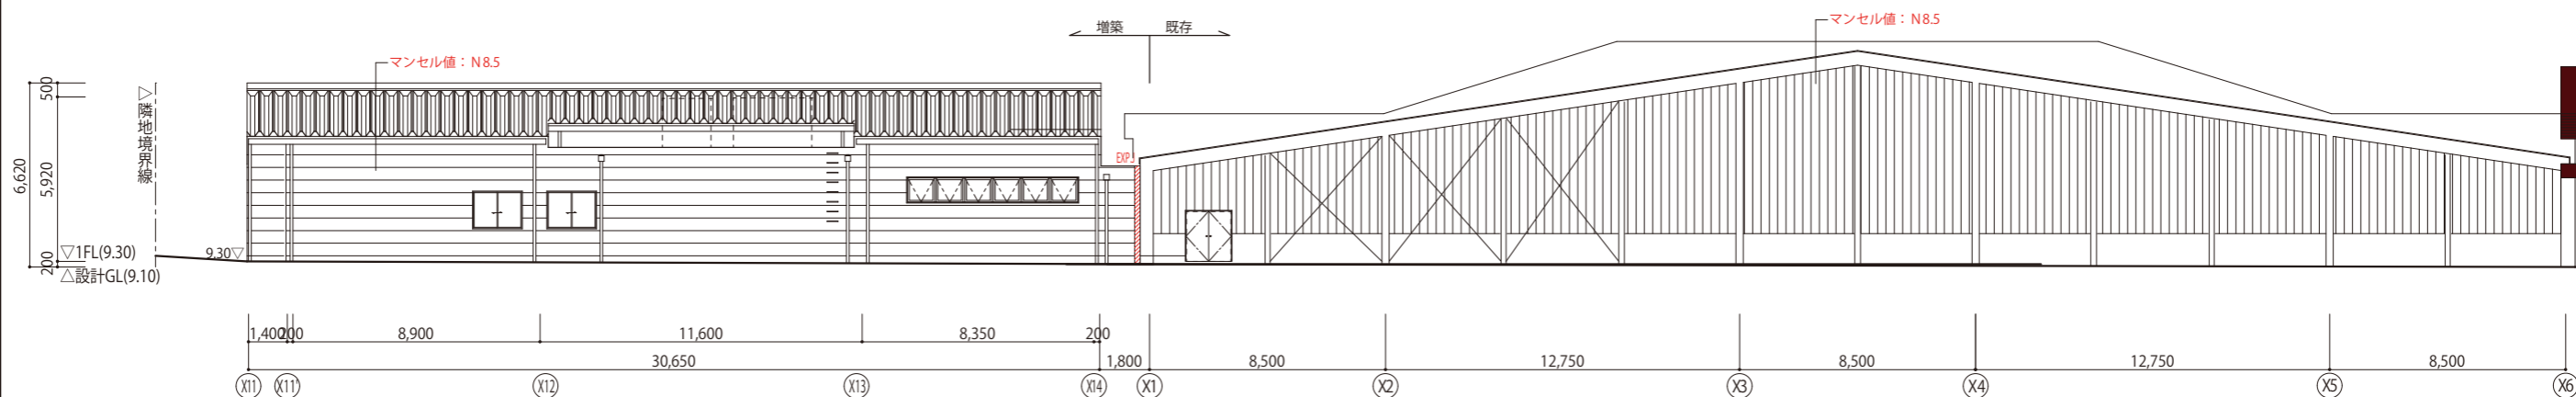 増築
既存
マンセル値：N8.5
マンセル値：N8.5
500
▽隣地境界線
6,620
5,920
EXP.J
▽1FL(9.30)
9.30▽
200
△設計GL(9.10)
1,400
200
8,900
11,600
8,350
200
30,650
1,800
8,500
12,750
8,500
12,750
8,500
X11
X11'
X12
X13
X14
X1
X2
X3
X4
X5
X6